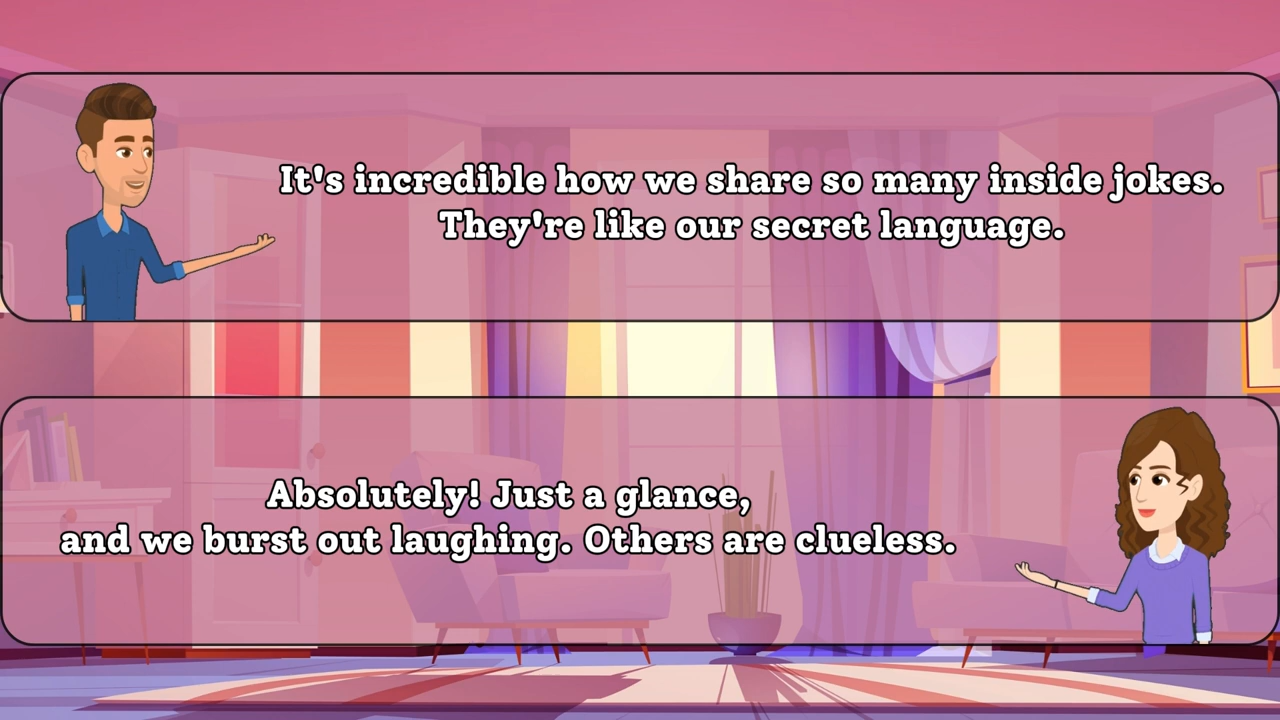 It's incredible how we share so many inside jokes.
They're like our secret language.
Absolutely! Just a glance,
and we burst out laughing. Others are clueless.